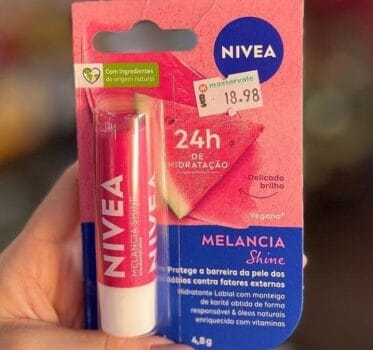 Com ingredientes
de origem natural
NIVEA
mastervale
18.98
24h
DE
HIDRATAÇÃO
Delicado
brilho
Vegano*
NIVEA
MELANCIA SHINE
NIVEA
MELANCIA
Shine
Protege a barreira da pele dos
lábios contra fatores externos
Hidratante Labial com manteiga
de karité obtida de forma
responsável & óleos naturais
enriquecido com vitaminas
4,8g